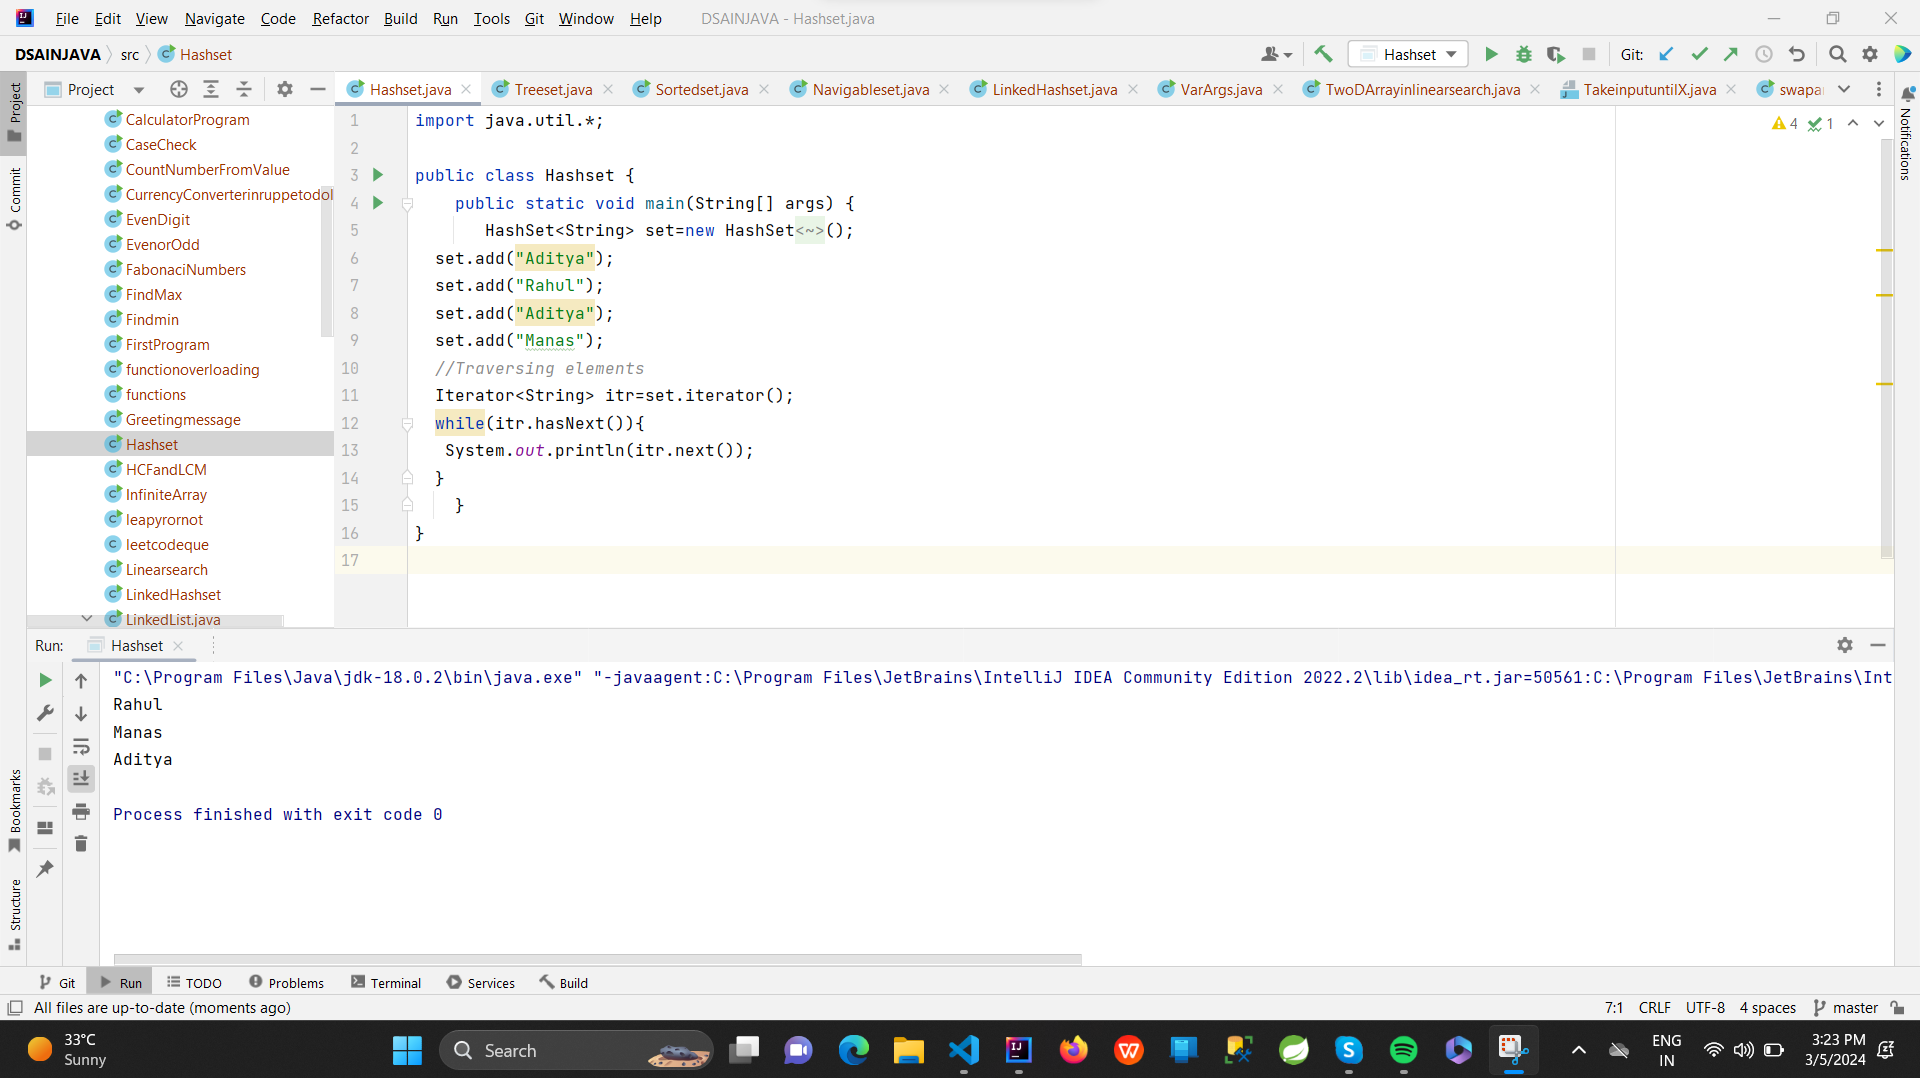 File Edit View Navigate Code Refactor Build Run Tools Git Window Help DSAINJAVA - Hashset.java
DSAINJAVA src Hashset Hashset Git:
Project Hashset.java Treeset.java Sortedset.java Navigableset.java LinkedHashset.java VarArgs.java TwoDArrayinlinearsearch.java TakeinputuntilX.java swapar
Project
Commit
Bookmarks
Structure
Notifications
CalculatorProgram
CaseCheck
CountNumberFromValue
CurrencyConverterinruppetodol
EvenDigit
EvenorOdd
FabonaciNumbers
FindMax
Findmin
FirstProgram
functionoverloading
functions
Greetingmessage
Hashset
HCFandLCM
InfiniteArray
leapyrornot
leetcodeque
Linearsearch
LinkedHashset
LinkedList.java
4 1
1 import java.util.*;
2
3 public class Hashset {
4 public static void main(String[] args) {
5 HashSet<String> set=new HashSet<~>();
6 set.add("Aditya");
7 set.add("Rahul");
8 set.add("Aditya");
9 set.add("Manas");
10 //Traversing elements
11 Iterator<String> itr=set.iterator();
12 while(itr.hasNext()){
13 System.out.println(itr.next());
14 }
15 }
16 }
17
Run: Hashset
"C:\Program Files\Java\jdk-18.0.2\bin\java.exe" "-javaagent:C:\Program Files\JetBrains\IntelliJ IDEA Community Edition 2022.2\lib\idea_rt.jar=50561:C:\Program Files\JetBrains\Int
Rahul
Manas
Aditya
Process finished with exit code 0
Git Run TODO Problems Terminal Services Build
All files are up-to-date (moments ago) 7:1 CRLF UTF-8 4 spaces master
33°C
Sunny
Search
ENG
IN
3:23 PM
3/5/2024